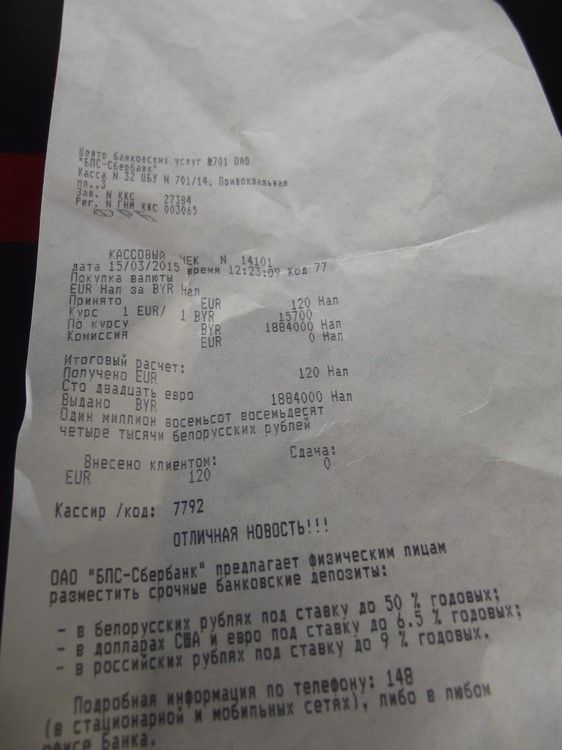 Центр банковских услуг №701 ОАО
"БПС-Сбербанк"
Касса N 32 ЦБУ N 701/14, Привокзальная
пл.,3
Зав. N ККС 27384
Рег. N ГНИ ККС 003065
КАССОВЫЙ ЧЕК N 14101
дата 15/03/2015 время 12:23:09 Код 77
Покупка валюты
EUR Нал за BYR Нал
Принято EUR 120 Нал
Курс 1 EUR/ 1 BYR 15700
По курсу BYR 1884000 Нал
Комиссия EUR 0 Нал
Итоговый расчет:
Получено EUR 120 Нал
Сто двадцать евро
Выдано BYR 1884000 Нал
Один миллион восемьсот восемьдесят
четыре тысячи белорусских рублей
Внесено клиентом: Сдача:
EUR 120 0
Кассир /код: 7792
ОТЛИЧНАЯ НОВОСТЬ!!!
ОАО "БПС-Сбербанк" предлагает физическим лицам
разместить срочные банковские депозиты:
- в белорусских рублях под ставку до 50 % годовых;
- в долларах США и евро под ставку до 6.5 % годовых;
- в российских рублях под ставку до 9 % годовых.
Подробная информация по телефону: 148
(в стационарной и мобильных сетях), либо в любом
офисе Банка.